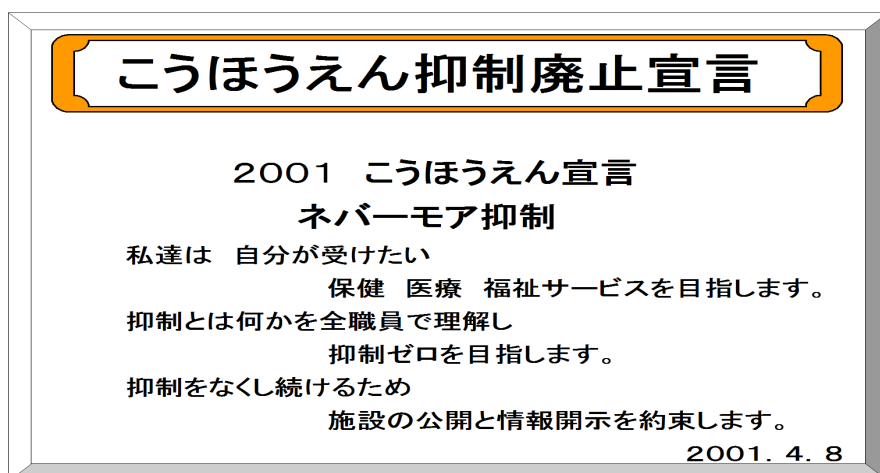 こうほうえん抑制廃止宣言
2001　こうほうえん宣言
ネバーモア抑制
私達は　自分が受けたい
保健　医療　福祉サービスを目指します。
抑制とは何かを全職員で理解し
抑制ゼロを目指します。
抑制をなくし続けるため
施設の公開と情報開示を約束します。
2001．4．8